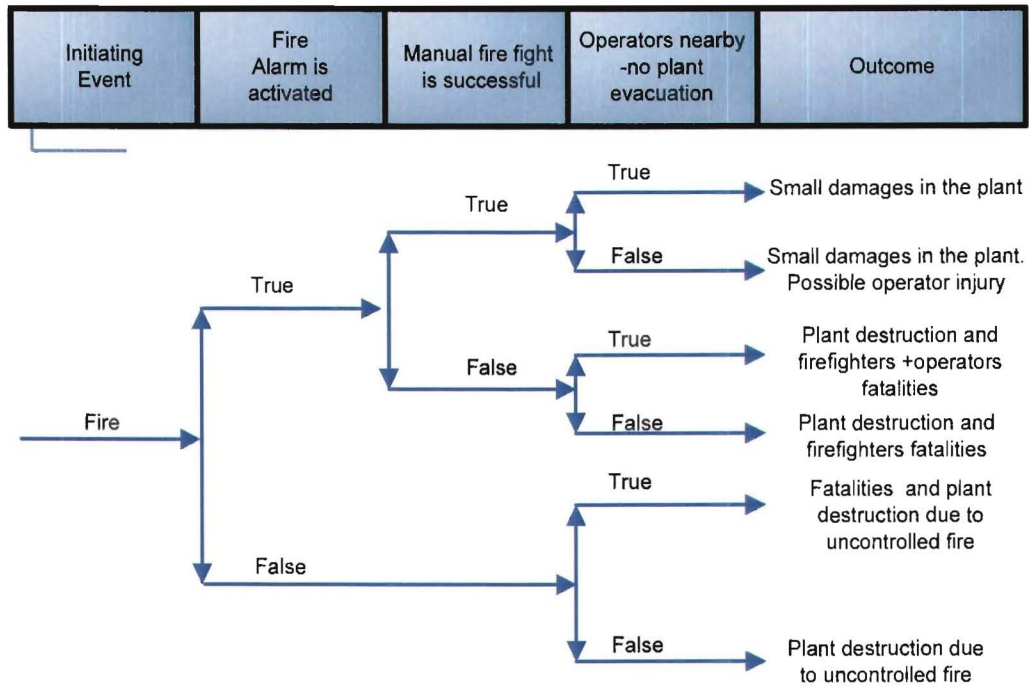 Initiating
Event
Fire
Alarm is
activated
Manual fire fight
is successful
Operators nearby
-no plant
evacuation
Outcome
True
Small damages in the plant
True
False
Small damages in the plant.
Possible operator injury
True
True
Plant destruction and
firefighters +operators
fatalities
False
Fire
False
Plant destruction and
firefighters fatalities
True
Fatalities and plant
destruction due to
uncontrolled fire
False
False
Plant destruction due
to uncontrolled fire